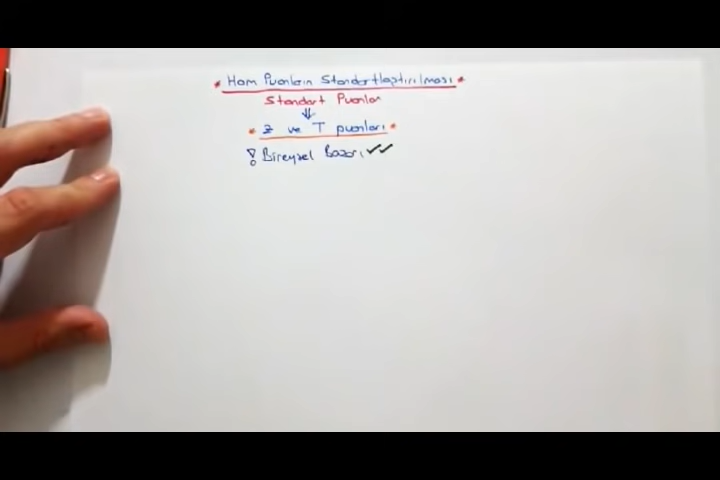 * Ham Puanların Standartlaştırılması *
Standart Puanlar
⇓
* Z ve T puanları *
! Bireysel Başarı ✓✓